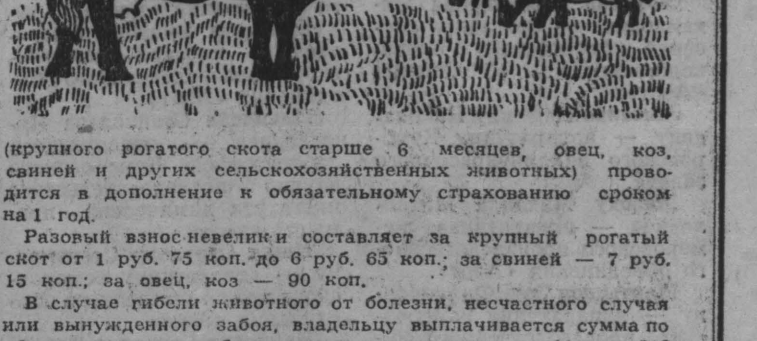 (крупного рогатого скота старше 6 месяцев, овец, коз,
свиней и других сельскохозяйственных животных) прово-
дится в дополнение к обязательному страхованию сроком
на 1 год.
Разовый взнос невелик и составляет за крупный рогатый
скот от 1 руб. 75 коп. до 6 руб. 65 коп.; за свиней — 7 руб.
15 коп.; за овец, коз — 90 коп.
В случае гибели животного от болезни, несчастного случая
или вынужденного забоя, владельцу выплачивается сумма по